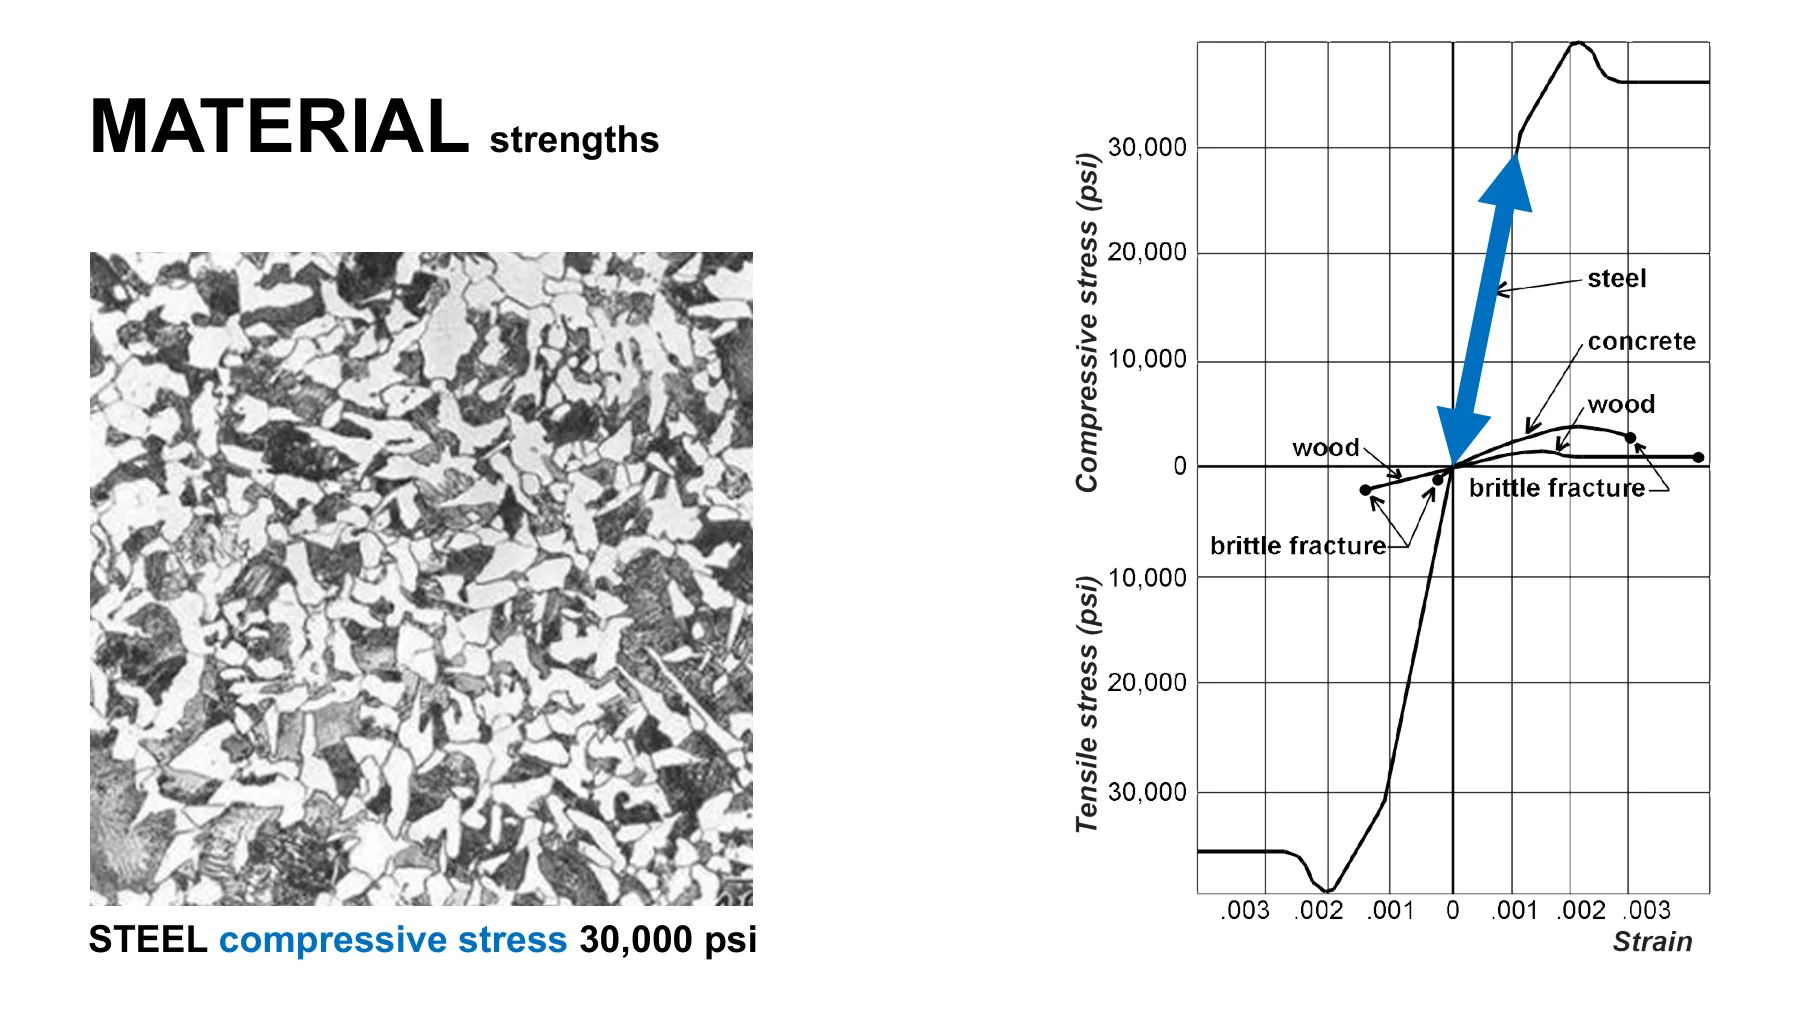 MATERIAL strengths
STEEL compressive stress 30,000 psi
Compressive stress (psi)
Tensile stress (psi)
30,000
20,000
10,000
0
10,000
20,000
30,000
steel
concrete
wood
wood
brittle fracture
brittle fracture
.003 .002 .001 0 .001 .002 .003
Strain